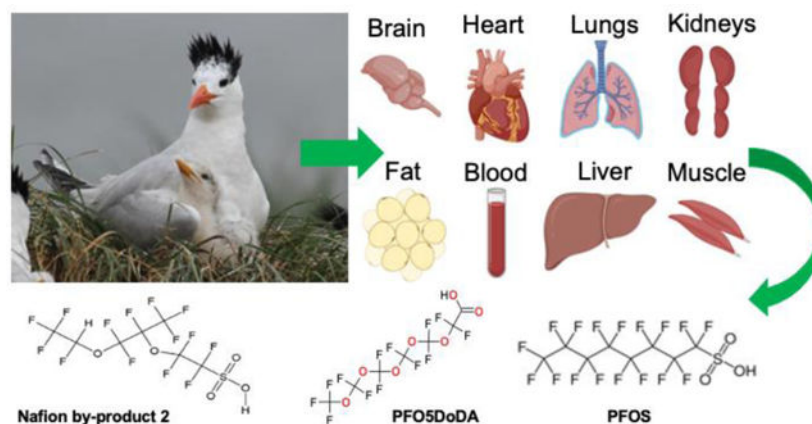 Brain Heart Lungs Kidneys
Fat Blood Liver Muscle
Nafion by-product 2 PFO5DoDA PFOS